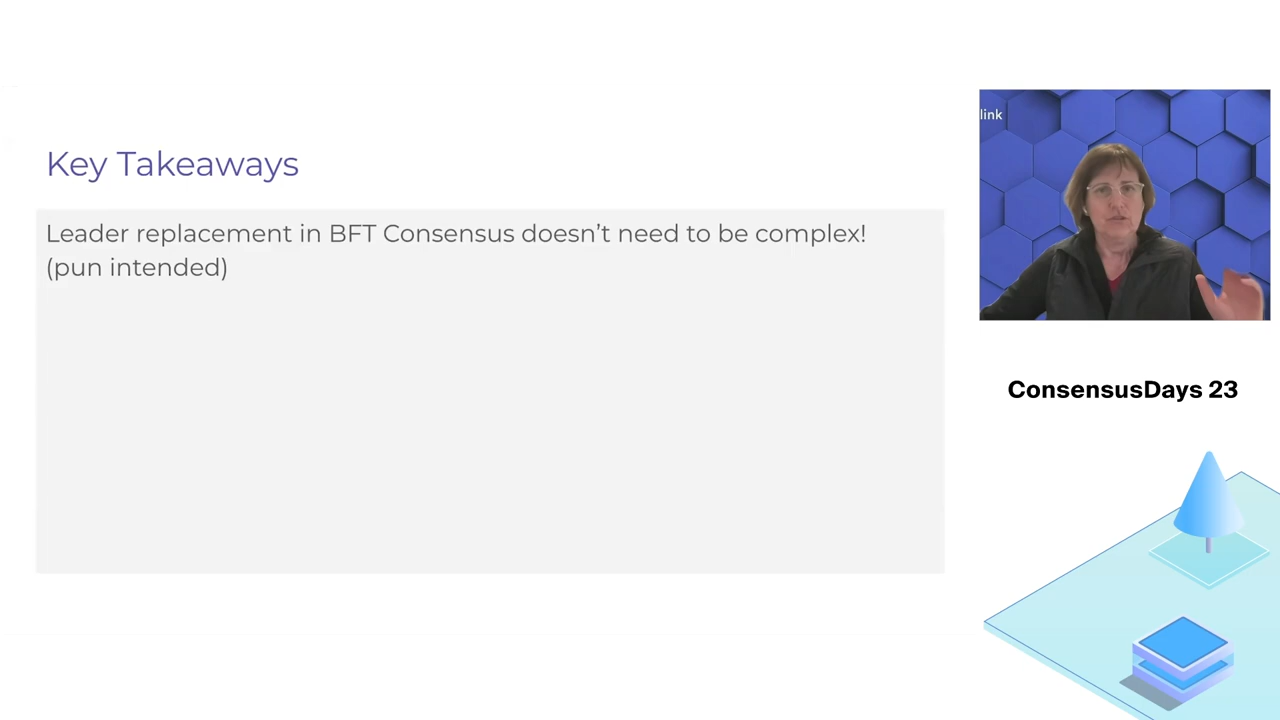 Key Takeaways
Leader replacement in BFT Consensus doesn’t need to be complex!
(pun intended)
link
ConsensusDays 23